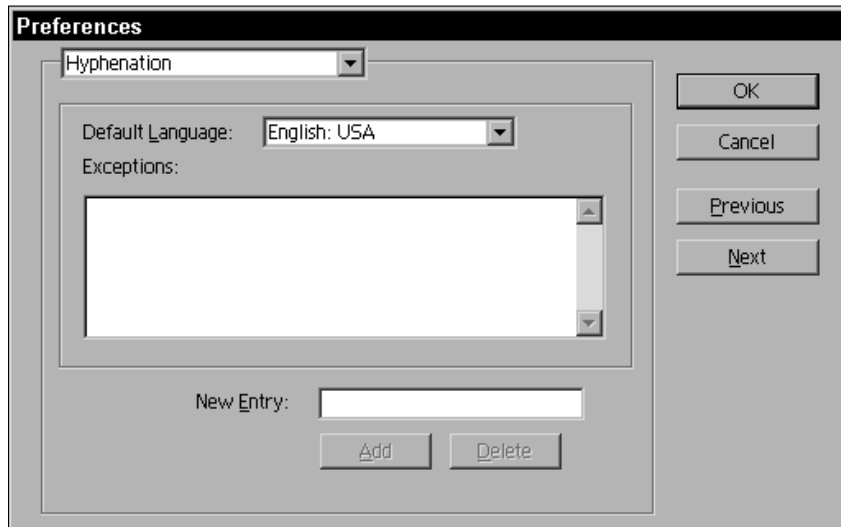 Preferences
Hyphenation
OK
Default Language: English: USA
Cancel
Exceptions:
Previous
Next
New Entry:
Add Delete